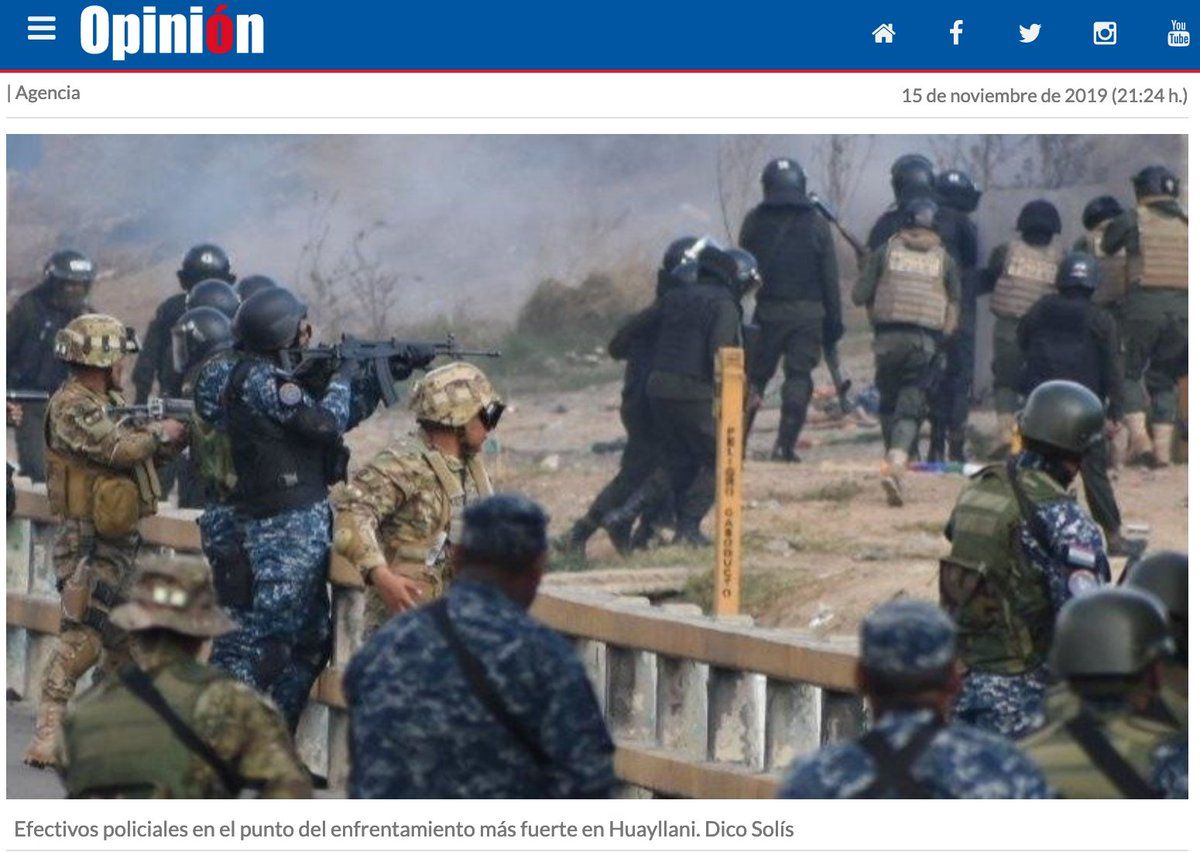 Opinión
You
Tube
| Agencia
15 de noviembre de 2019 (21:24 h.)
PELIGRO GASODUCTO
Efectivos policiales en el punto del enfrentamiento más fuerte en Huayllani. Dico Solís